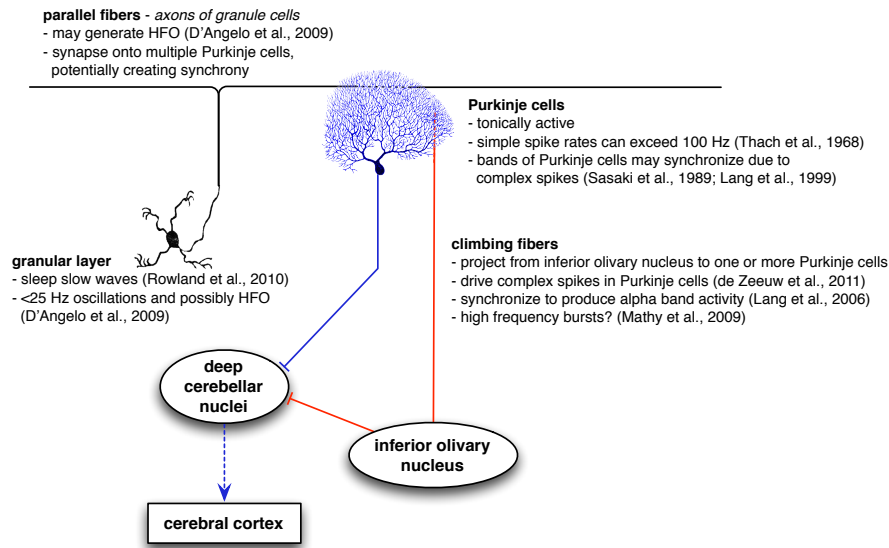 parallel fibers - axons of granule cells
- may generate HFO (D'Angelo et al., 2009)
- synapse onto multiple Purkinje cells,
potentially creating synchrony
Purkinje cells
- tonically active
- simple spike rates can exceed 100 Hz (Thach et al., 1968)
- bands of Purkinje cells may synchronize due to
complex spikes (Sasaki et al., 1989; Lang et al., 1999)
granular layer
- sleep slow waves (Rowland et al., 2010)
- <25 Hz oscillations and possibly HFO
(D'Angelo et al., 2009)
climbing fibers
- project from inferior olivary nucleus to one or more Purkinje cells
- drive complex spikes in Purkinje cells (de Zeeuw et al., 2011)
- synchronize to produce alpha band activity (Lang et al., 2006)
- high frequency bursts? (Mathy et al., 2009)
deep
cerebellar
nuclei
inferior olivary
nucleus
cerebral cortex